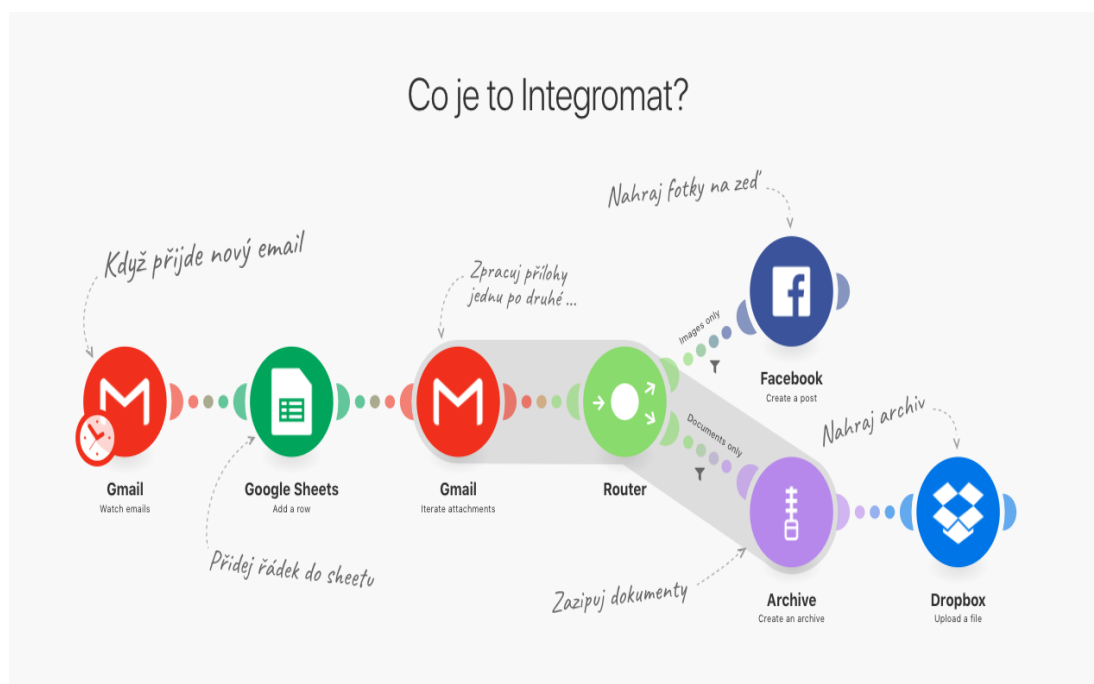 Co je to Integromat?
Nahraj fotky na zeď
Když přijde nový email
Zpracuj přílohy
jednu po druhé ...
Images only
Facebook
Create a post
Nahraj archiv
Documents only
Gmail
Watch emails
Google Sheets
Add a row
Gmail
Iterate attachments
Router
Přidej řádek do sheetu
Zazipuj dokumenty
Archive
Create an archive
Dropbox
Upload a file